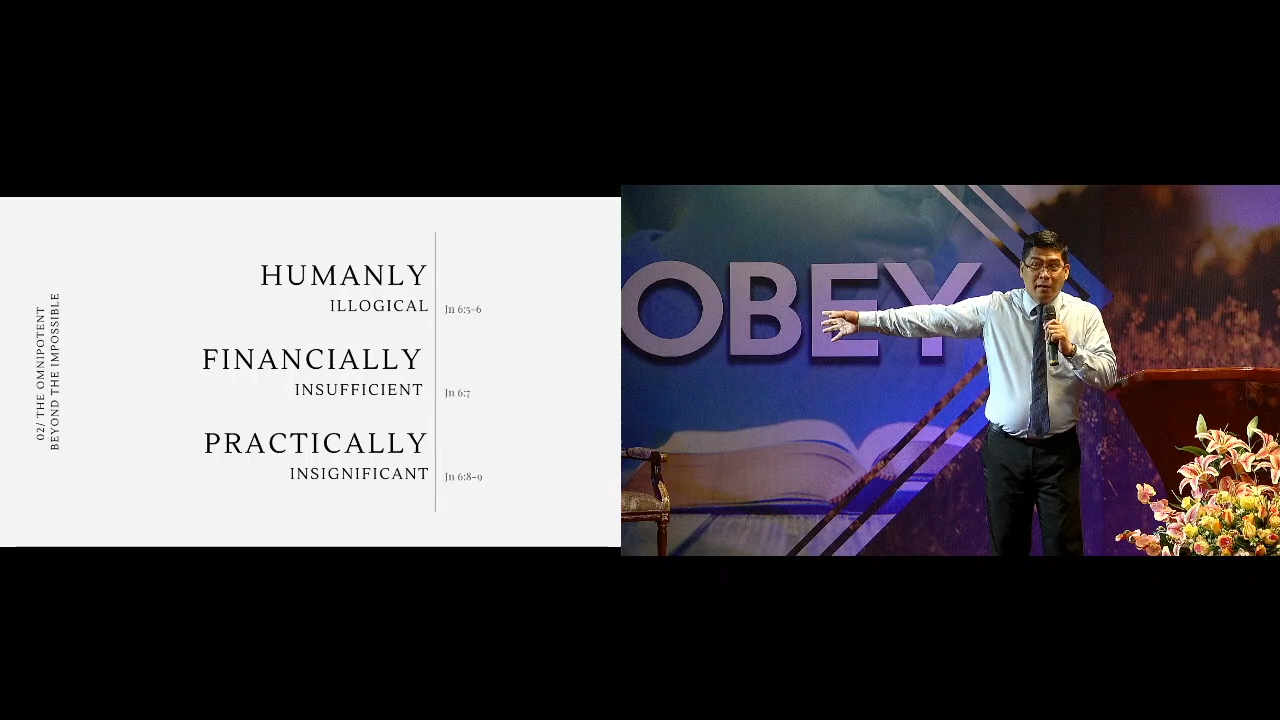 02/ THE OMNIPOTENT
BEYOND THE IMPOSSIBLE
HUMANLY
ILLOGICAL
Jn 6:5-6
FINANCIALLY
INSUFFICIENT
Jn 6:7
PRACTICALLY
INSIGNIFICANT
Jn 6:8-9
OBEY